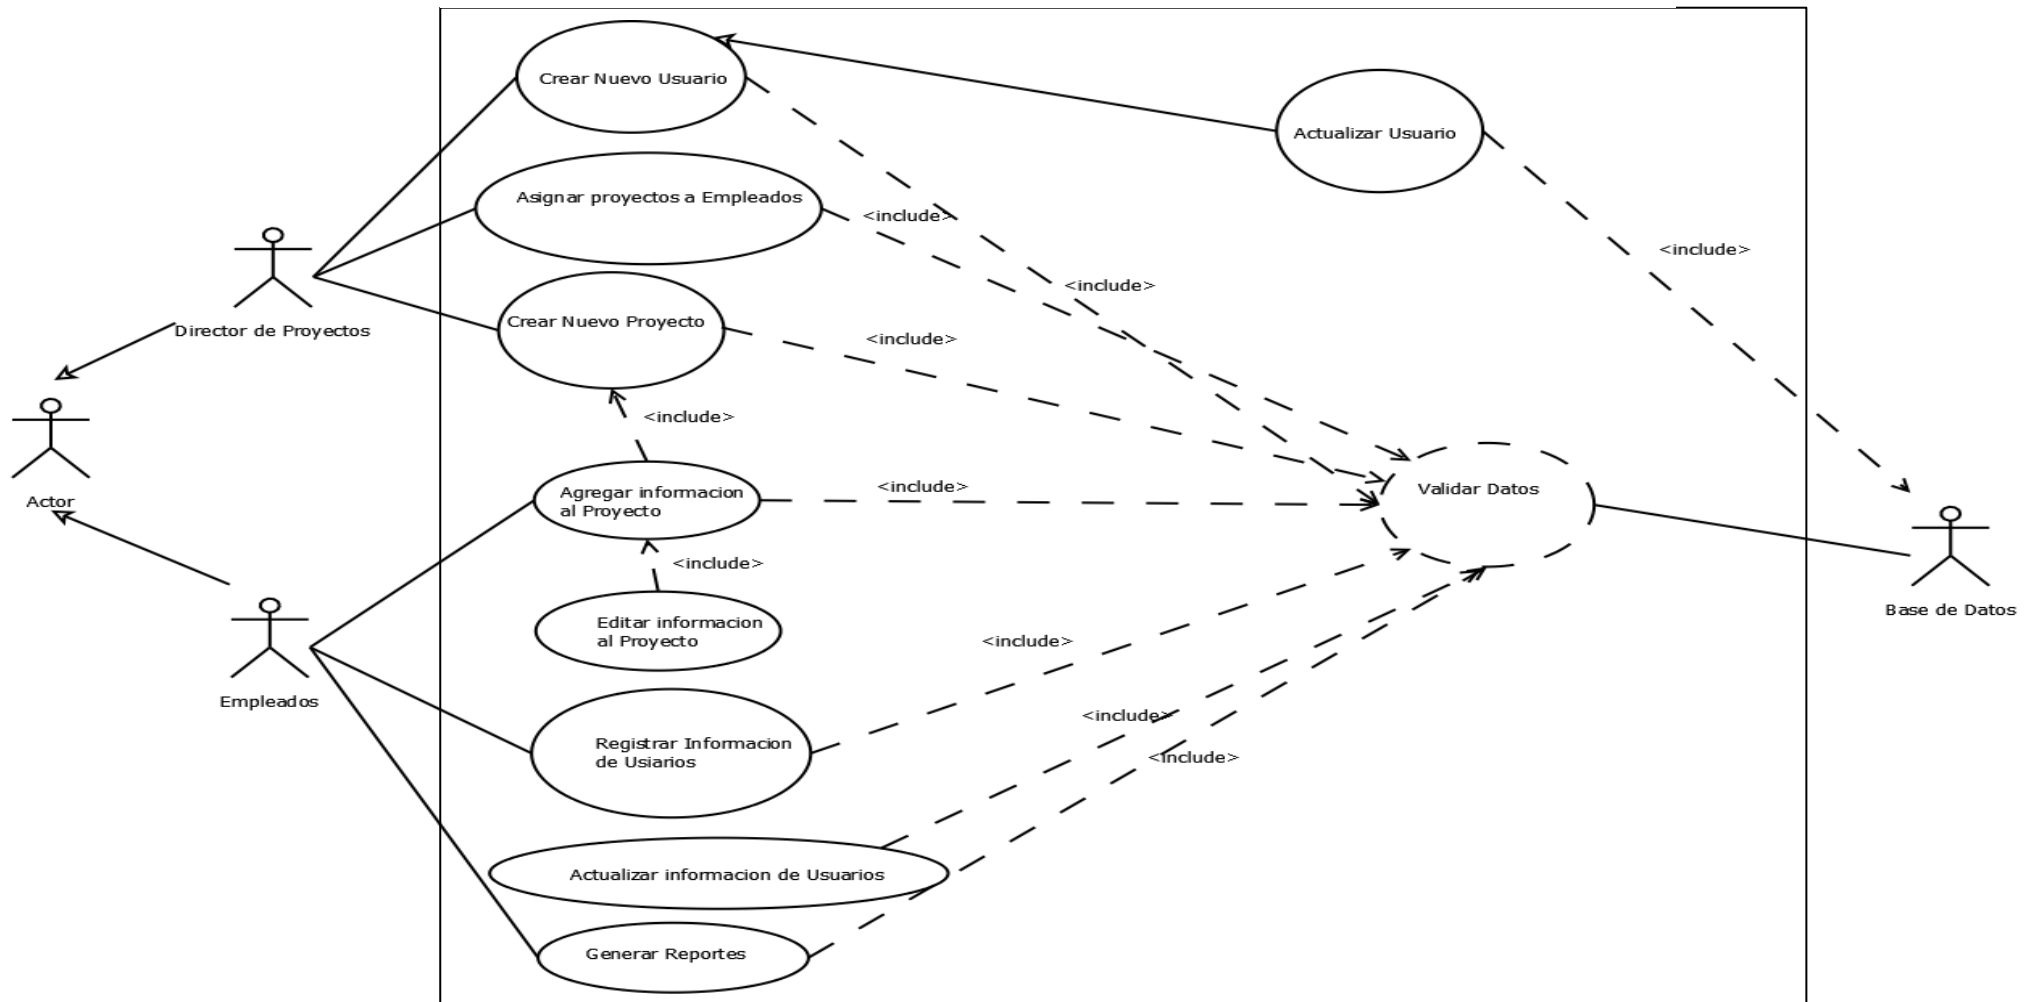 Crear Nuevo Usuario
Actualizar Usuario
Asignar proyectos a Empleados
<include>
<include>
<include>
Director de Proyectos
Crear Nuevo Proyecto
<include>
<include>
Actor
Agregar informacion
al Proyecto
<include>
Validar Datos
<include>
Base de Datos
Editar informacion
al Proyecto
<include>
Empleados
<include>
Registrar Informacion
de Usiarios
<include>
Actualizar informacion de Usuarios
Generar Reportes